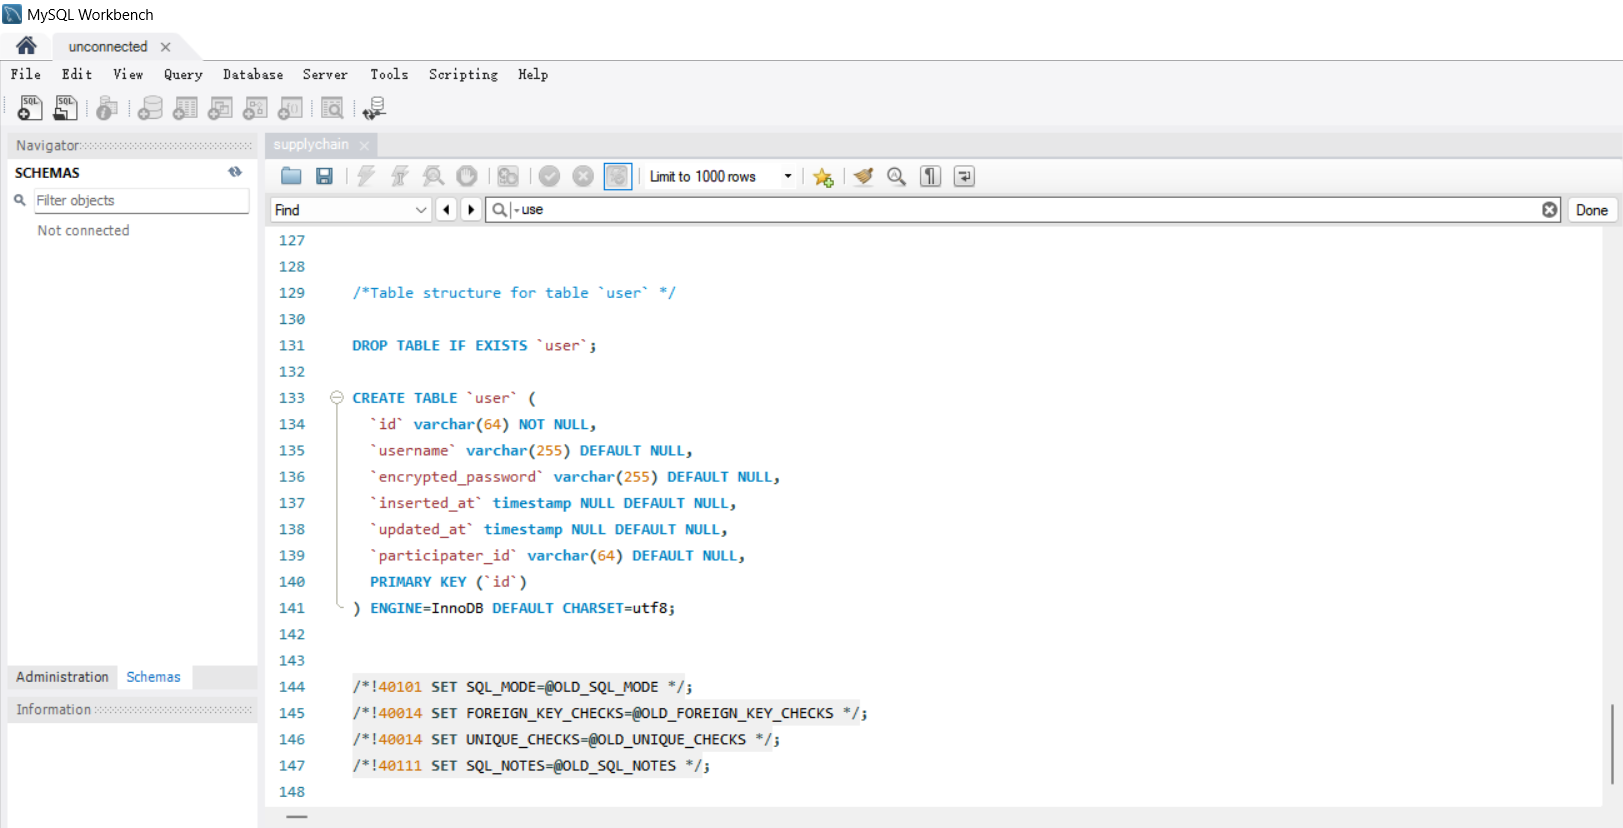 MySQL Workbench
unconnected
File Edit View Query Database Server Tools Scripting Help
SQL SQL
Navigator
supplychain
SCHEMAS
Limit to 1000 rows
Filter objects
Find use Done
Not connected
127
128
129 /*Table structure for table `user` */
130
131 DROP TABLE IF EXISTS `user`;
132
133 CREATE TABLE `user` (
134 `id` varchar(64) NOT NULL,
135 `username` varchar(255) DEFAULT NULL,
136 `encrypted_password` varchar(255) DEFAULT NULL,
137 `inserted_at` timestamp NULL DEFAULT NULL,
138 `updated_at` timestamp NULL DEFAULT NULL,
139 `participater_id` varchar(64) DEFAULT NULL,
140 PRIMARY KEY (`id`)
141 ) ENGINE=InnoDB DEFAULT CHARSET=utf8;
142
143
144 /*!40101 SET SQL_MODE=@OLD_SQL_MODE */;
145 /*!40014 SET FOREIGN_KEY_CHECKS=@OLD_FOREIGN_KEY_CHECKS */;
146 /*!40014 SET UNIQUE_CHECKS=@OLD_UNIQUE_CHECKS */;
147 /*!40111 SET SQL_NOTES=@OLD_SQL_NOTES */;
148
Administration Schemas
Information